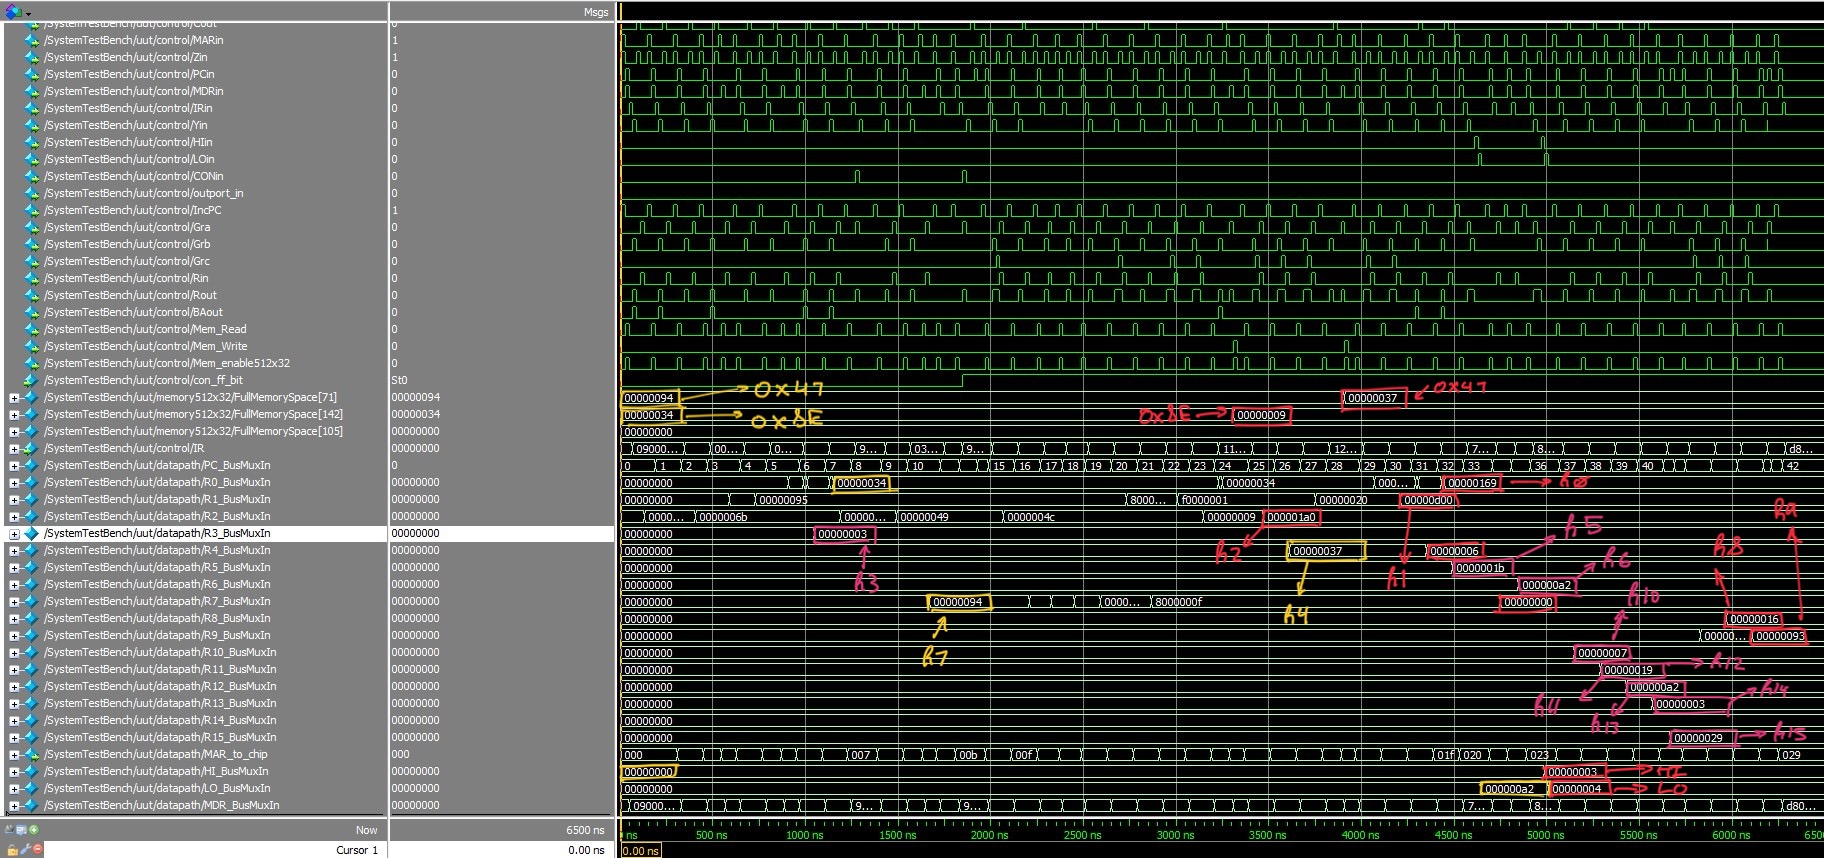 Msgs
/SystemTestBench/uut/control/Cout 0
/SystemTestBench/uut/control/MARin 1
/SystemTestBench/uut/control/Zin 1
/SystemTestBench/uut/control/PCin 0
/SystemTestBench/uut/control/MDRin 0
/SystemTestBench/uut/control/IRin 0
/SystemTestBench/uut/control/Yin 0
/SystemTestBench/uut/control/HIin 0
/SystemTestBench/uut/control/LOin 0
/SystemTestBench/uut/control/CONin 0
/SystemTestBench/uut/control/outport_in 0
/SystemTestBench/uut/control/IncPC 1
/SystemTestBench/uut/control/Gra 0
/SystemTestBench/uut/control/Grb 0
/SystemTestBench/uut/control/Grc 0
/SystemTestBench/uut/control/Rin 0
/SystemTestBench/uut/control/Rout 0
/SystemTestBench/uut/control/BAout 0
/SystemTestBench/uut/control/Mem_Read 0
/SystemTestBench/uut/control/Mem_Write 0
/SystemTestBench/uut/control/Mem_enable512x32 0
/SystemTestBench/uut/control/con_ff_bit St0
/SystemTestBench/uut/memory512x32/FullMemorySpace[71] 00000094 00000094 0x47 00000037 0x47
/SystemTestBench/uut/memory512x32/FullMemorySpace[142] 00000034 00000034 0x8E 0x8E 00000009
/SystemTestBench/uut/memory512x32/FullMemorySpace[105] 00000000 00000000
/SystemTestBench/uut/control/IR 00000000 09000... 00... 0... 9... 03... 9... 11... 12... 7... 8... d8...
/SystemTestBench/uut/datapath/PC_BusMuxIn 0 0 1 2 3 4 5 6 7 8 9 10 15 16 17 18 19 20 21 22 23 24 25 26 27 28 29 30 31 32 33 36 37 38 39 40 42
/SystemTestBench/uut/datapath/R0_BusMuxIn 00000000 00000000 00000034 00000034 000... 00000169 R0
/SystemTestBench/uut/datapath/R1_BusMuxIn 00000000 00000000 00000095 8000... f0000001 00000020 00000d00
/SystemTestBench/uut/datapath/R2_BusMuxIn 00000000 0000... 0000006b 0000... 00000049 0000004c 00000009 000001a0 R9
/SystemTestBench/uut/datapath/R3_BusMuxIn 00000000 00000000 00000003 R5
/SystemTestBench/uut/datapath/R4_BusMuxIn 00000000 00000000 00000037 00000006 R2 R8
/SystemTestBench/uut/datapath/R5_BusMuxIn 00000000 00000000 0000001b R6
/SystemTestBench/uut/datapath/R6_BusMuxIn 00000000 00000000 000000a2 R3 R1
/SystemTestBench/uut/datapath/R7_BusMuxIn 00000000 00000000 00000094 0000... 8000000f 00000000 R10
/SystemTestBench/uut/datapath/R8_BusMuxIn 00000000 00000000 00000016 R4
/SystemTestBench/uut/datapath/R9_BusMuxIn 00000000 00000000 00000... 00000093
/SystemTestBench/uut/datapath/R10_BusMuxIn 00000000 00000000 00000007 R7
/SystemTestBench/uut/datapath/R11_BusMuxIn 00000000 00000000 00000019 R12
/SystemTestBench/uut/datapath/R12_BusMuxIn 00000000 00000000 000000a2 R14
/SystemTestBench/uut/datapath/R13_BusMuxIn 00000000 00000000 00000003 R11
/SystemTestBench/uut/datapath/R14_BusMuxIn 00000000 00000000 R13
/SystemTestBench/uut/datapath/R15_BusMuxIn 00000000 00000000 00000029 R15
/SystemTestBench/uut/datapath/MAR_to_chip 000 000 007 00b 00f 01f 020 023 029
/SystemTestBench/uut/datapath/HI_BusMuxIn 00000000 00000000 00000003 HI
/SystemTestBench/uut/datapath/LO_BusMuxIn 00000000 00000000 000000a2 00000004 LO
/SystemTestBench/uut/datapath/MDR_BusMuxIn 00000000 09000... 9... 9... 7... 8... d80...
Now 6500 ns ns 500 ns 1000 ns 1500 ns 2000 ns 2500 ns 3000 ns 3500 ns 4000 ns 4500 ns 5000 ns 5500 ns 6000 ns 650
Cursor 1 0.00 ns 0.00 ns